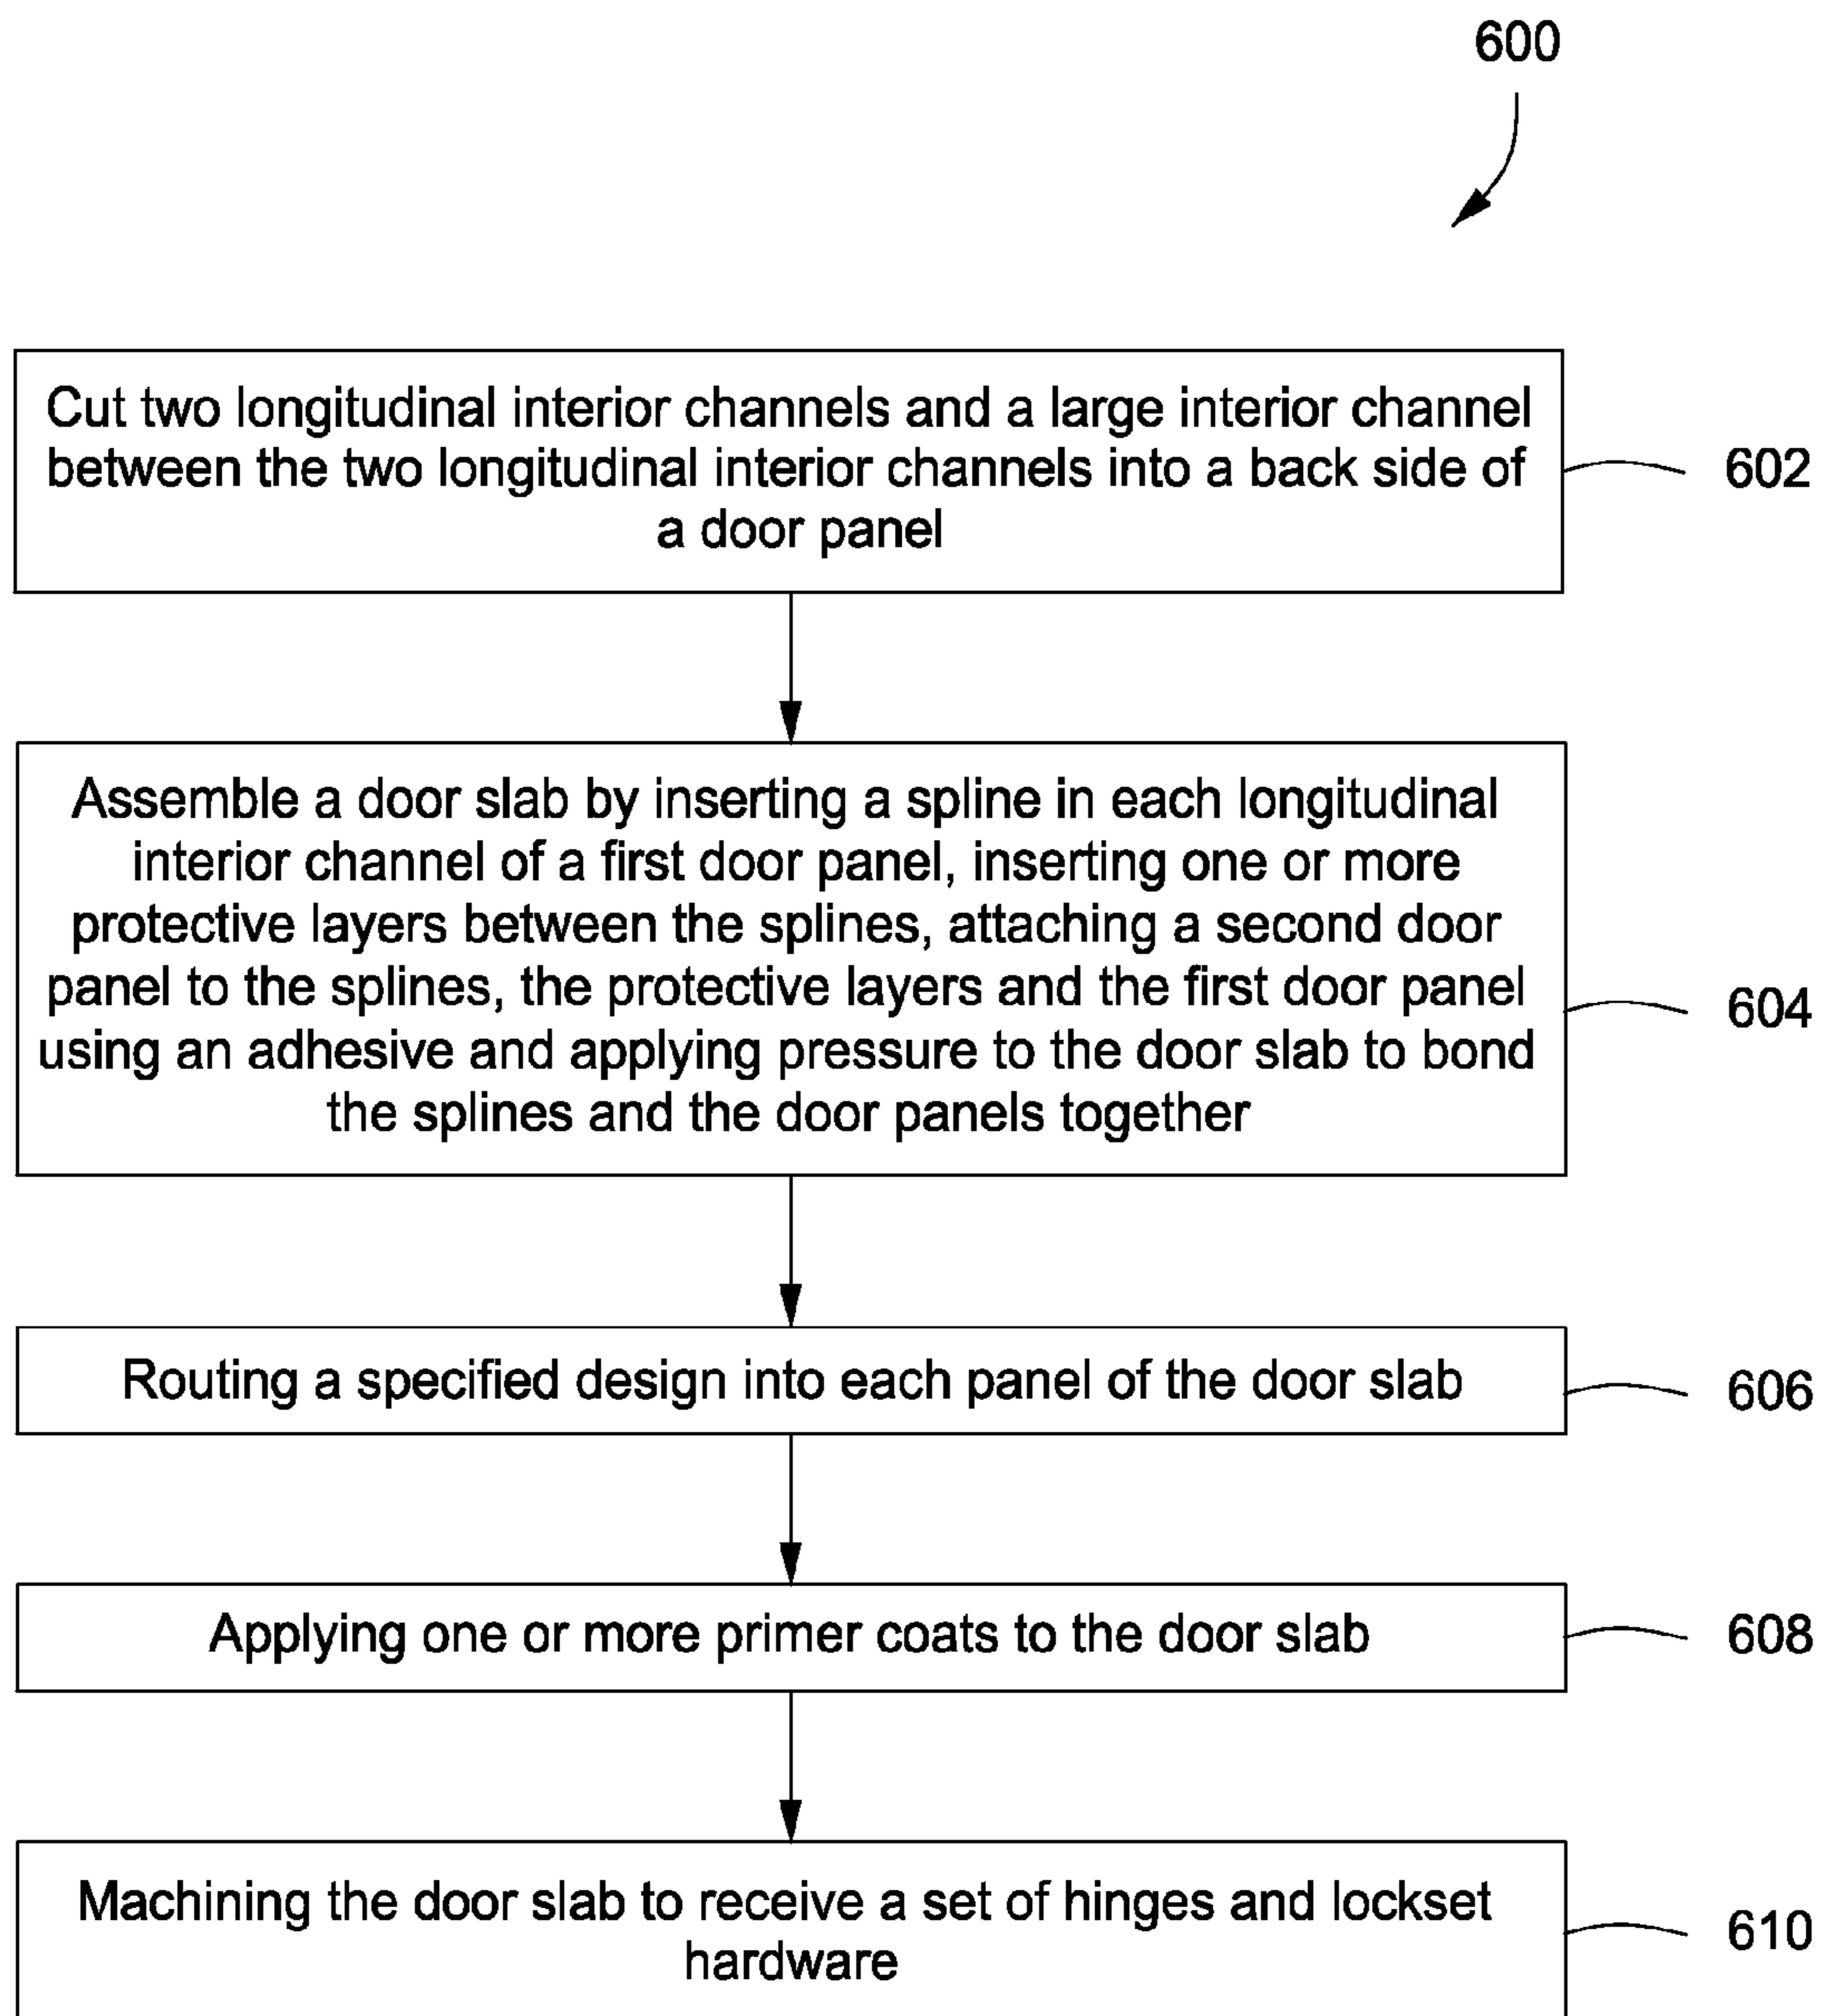 600
Cut two longitudinal interior channels and a large interior channel
between the two longitudinal interior channels into a back side of
a door panel
602
Assemble a door slab by inserting a spline in each longitudinal
interior channel of a first door panel, inserting one or more
protective layers between the splines, attaching a second door
panel to the splines, the protective layers and the first door panel
using an adhesive and applying pressure to the door slab to bond
the splines and the door panels together
604
Routing a specified design into each panel of the door slab
606
Applying one or more primer coats to the door slab
608
Machining the door slab to receive a set of hinges and lockset
hardware
610